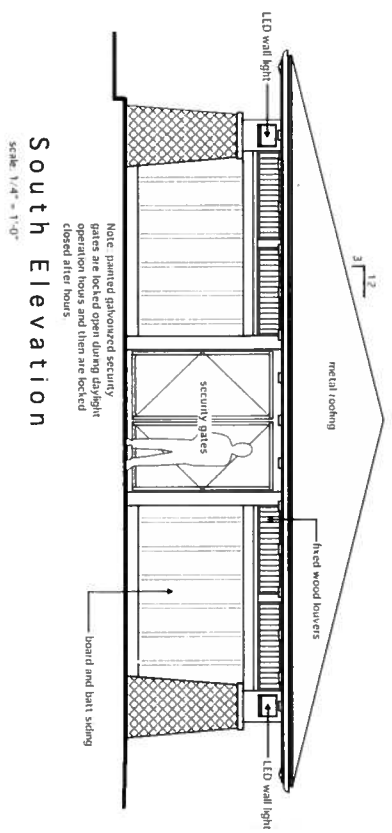 LED wall light
12
3
metal roofing
security gates
fixed wood louvers
LED wall light
board and batt siding
Note: painted galvanized security
gates are locked open during daylight
operation hours and then are locked
closed after hours.
South Elevation
scale: 1/4" = 1'-0"